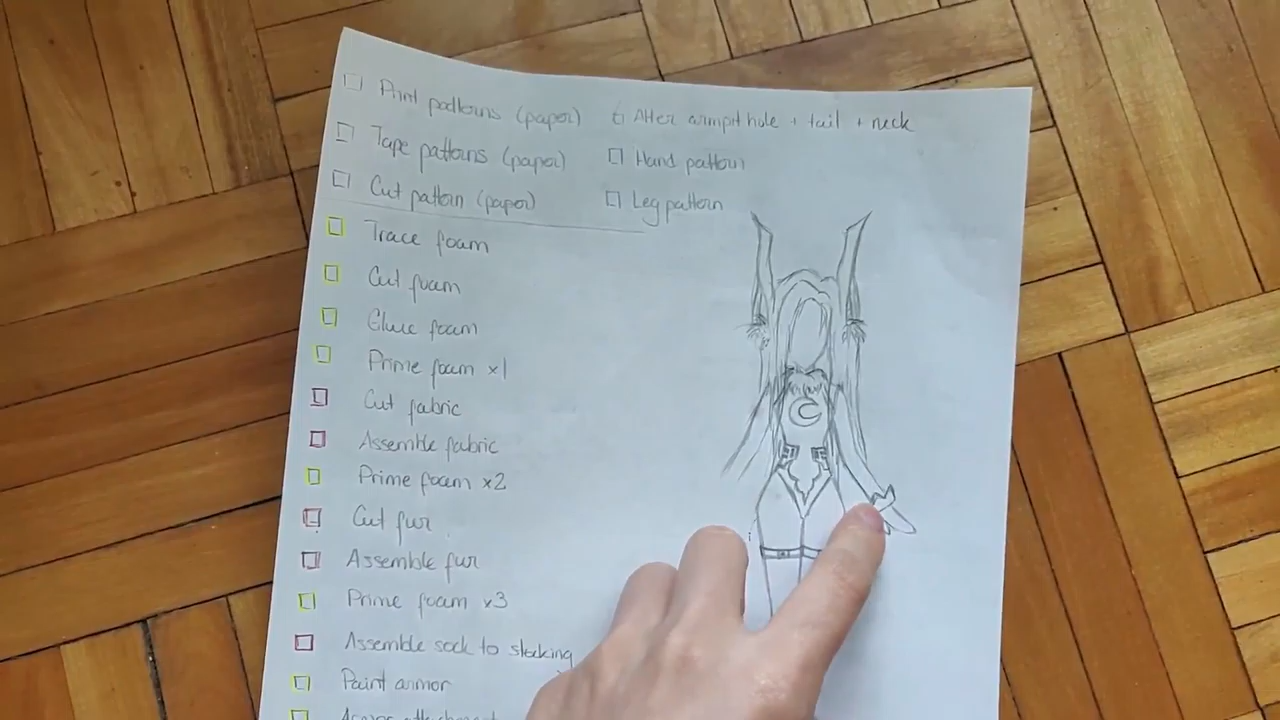 Print patterns (paper)
Alter armpit hole + tail + neck
Tape patterns (paper)
Hand pattern
Cut pattern (paper)
Leg pattern
Trace foam
Cut foam
Glue foam
Prime foam x1
Cut fabric
Assemble fabric
Prime foam x2
Cut fur
Assemble fur
Prime foam x3
Assemble sock to stocking
Paint armor